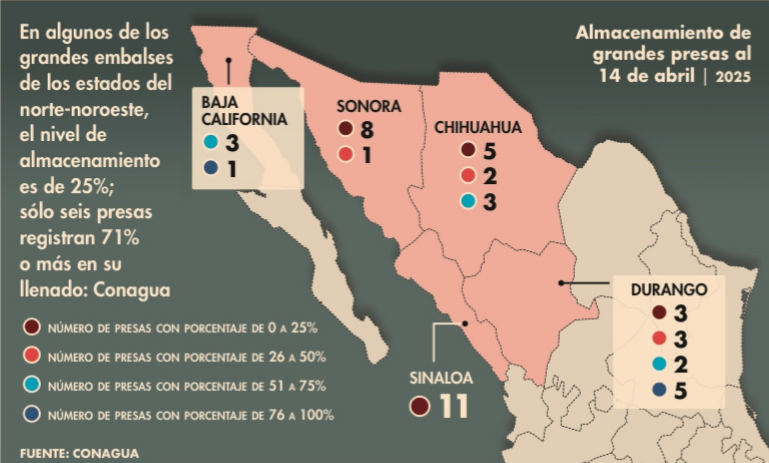 En algunos de los
grandes embalses
de los estados del
norte-noroeste,
el nivel de
almacenamiento
es de 25%;
sólo seis presas
registran 71%
o más en su
llenado: Conagua
NÚMERO DE PRESAS CON PORCENTAJE DE 0 A 25%
NÚMERO DE PRESAS CON PORCENTAJE DE 26 A 50%
NÚMERO DE PRESAS CON PORCENTAJE DE 51 A 75%
NÚMERO DE PRESAS CON PORCENTAJE DE 76 A 100%
FUENTE: CONAGUA
Almacenamiento de
grandes presas al
14 de abril | 2025
BAJA
CALIFORNIA
3
1
SONORA
8
1
CHIHUAHUA
5
2
3
SINALOA
11
DURANGO
3
3
2
5